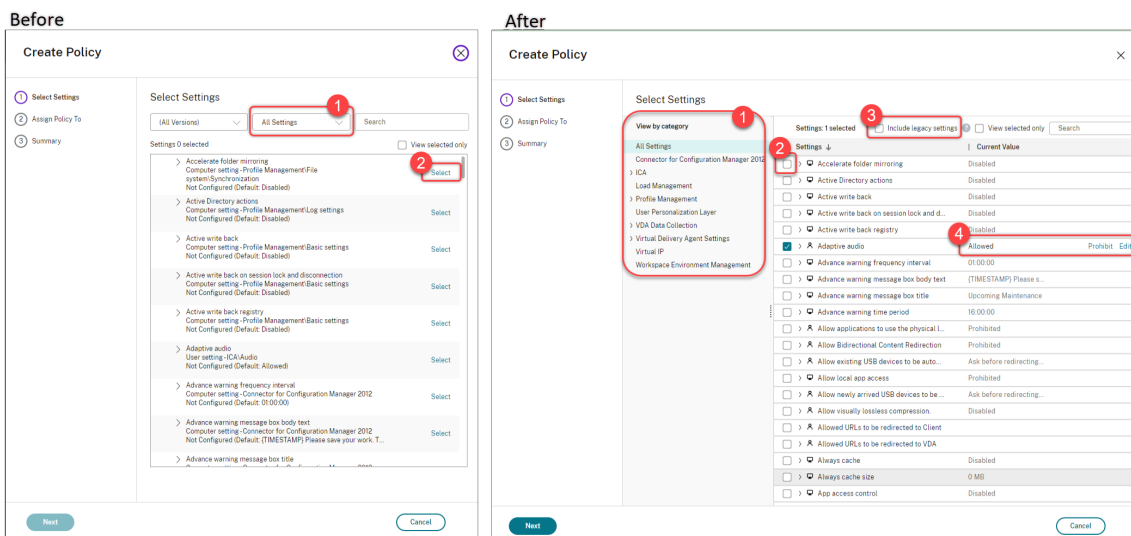 Before
Create Policy
1 Select Settings
2 Assign Policy To
3 Summary
Select Settings
1
(All Versions) All Settings Search
Settings 0 selected View selected only
2
Accelerate folder mirroring
Computer setting - Profile Management\File
system\Synchronization
Not Configured (Default: Disabled)
Select
Active Directory actions
Computer setting - Profile Management\Log settings
Not Configured (Default: Disabled)
Select
Active write back
Computer setting - Profile Management\Basic settings
Not Configured (Default: Disabled)
Select
Active write back on session lock and disconnection
Computer setting - Profile Management\Basic settings
Not Configured (Default: Disabled)
Select
Active write back registry
Computer setting - Profile Management\Basic settings
Not Configured (Default: Disabled)
Select
Adaptive audio
User setting - ICA\Audio
Not Configured (Default: Allowed)
Select
Advance warning frequency interval
Computer setting - Connector for Configuration Manager 2012
Not Configured (Default: 01:00:00)
Select
Advance warning message box body text
Computer setting - Connector for Configuration Manager 2012
Not Configured (Default: {TIMESTAMP} Please save your work. T...
Select
Advance warning message box title
Next Cancel
After
Create Policy
1 Select Settings
2 Assign Policy To
3 Summary
Select Settings
1
View by category
All Settings
Connector for Configuration Manager 2012
ICA
Load Management
Profile Management
User Personalization Layer
VDA Data Collection
Virtual Delivery Agent Settings
Virtual IP
Workspace Environment Management
3
Settings: 1 selected Include legacy settings ? View selected only Search
2
Settings ↓ Current Value
Accelerate folder mirroring Disabled
Active Directory actions Disabled
Active write back Disabled
Active write back on session lock and d... Disabled
Active write back registry Disabled
4
Adaptive audio Allowed Prohibit Edit
Advance warning frequency interval 01:00:00
Advance warning message box body text {TIMESTAMP} Please s...
Advance warning message box title Upcoming Maintenance
Advance warning time period 16:00:00
Allow applications to use the physical l... Prohibited
Allow Bidirectional Content Redirection Prohibited
Allow existing USB devices to be auto... Ask before redirecting...
Allow local app access Prohibited
Allow newly arrived USB devices to be ... Ask before redirecting...
Allow visually lossless compression. Disabled
Allowed URLs to be redirected to Client
Allowed URLs to be redirected to VDA
Always cache Disabled
Always cache size 0 MB
App access control Disabled
Next Cancel